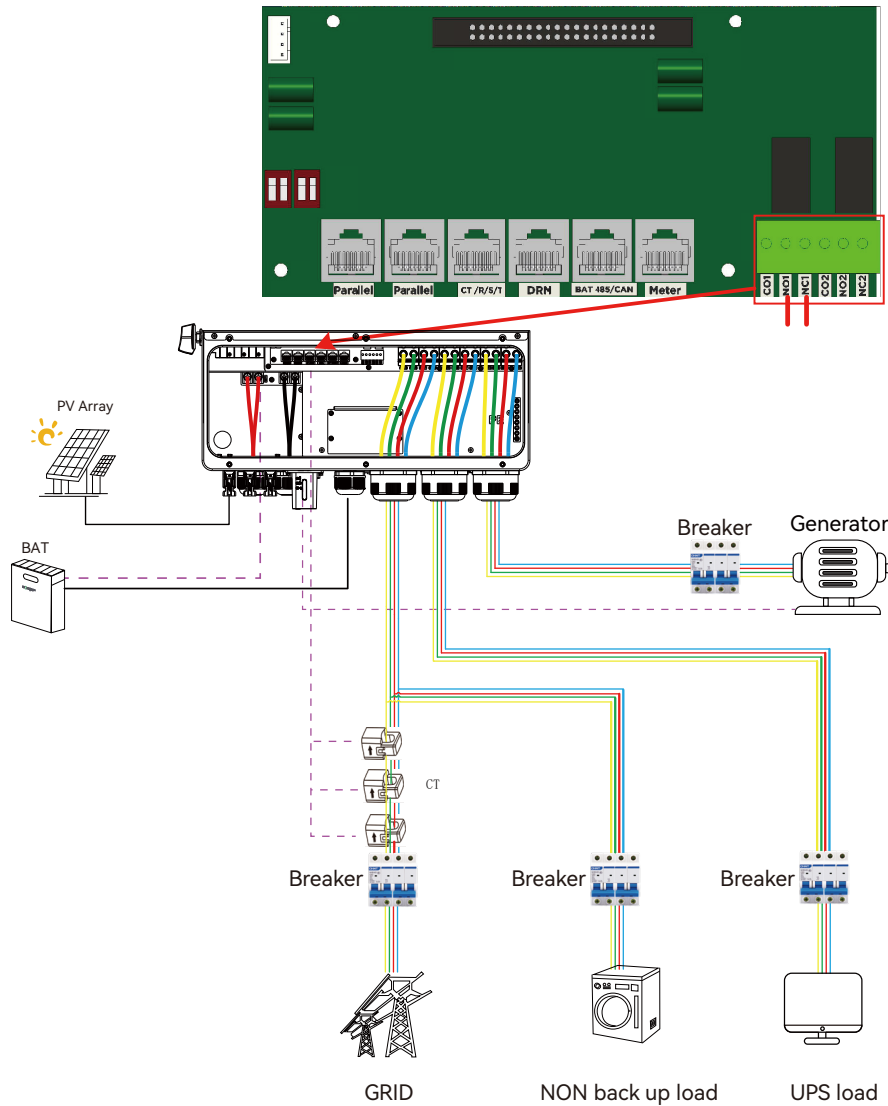 CO1
NO1
NC1
CO2
NO2
NC2
Parallel
Parallel
CT /R/S/T
DRN
BAT 485/CAN
Meter
PV Array
BAT
Breaker
Generator
CT
Breaker
Breaker
Breaker
GRID
NON back up load
UPS load